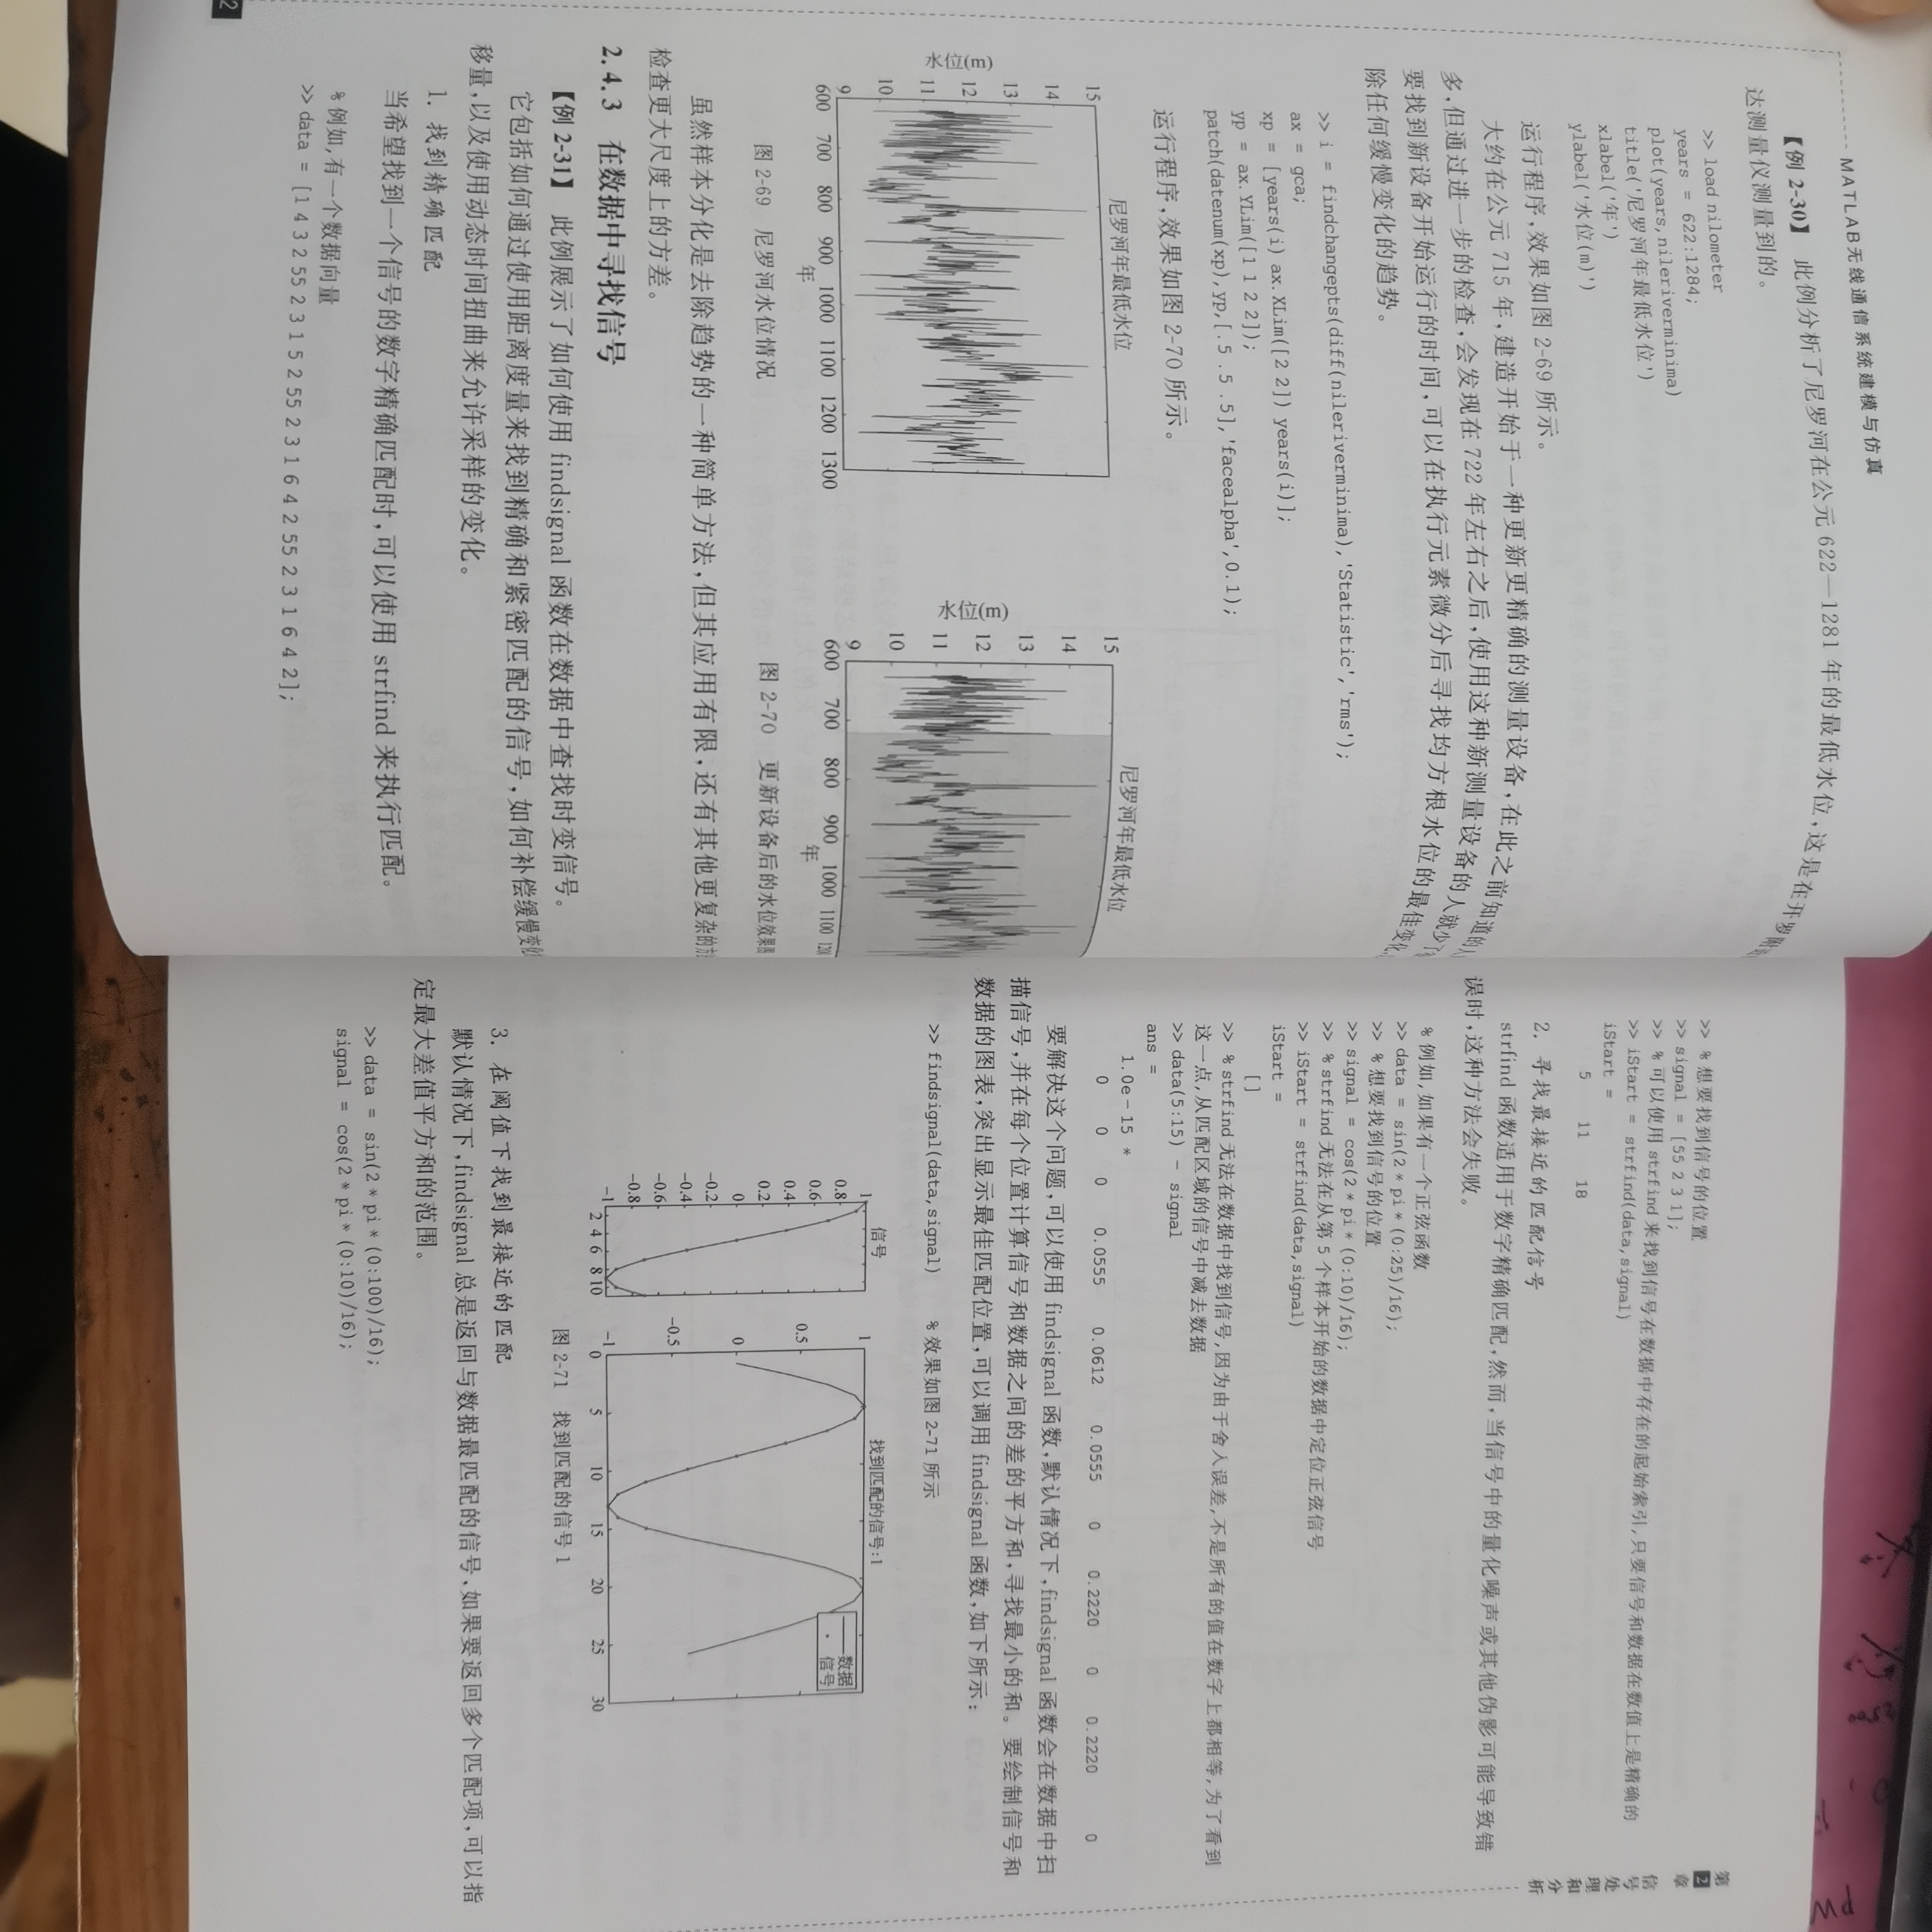 MATLAB无线通信系统建模与仿真
【例 2-30】 此例分析了尼罗河在公元 622—1281 年的最低水位,这是在开罗附
达测量仪测量到的。
>> load nilometer
years = 622:1284;
plot(years,nileriverminima)
title('尼罗河年最低水位')
xlabel('年')
ylabel('水位(m)')
运行程序,效果如图 2-69 所示。
大约在公元 715 年,建造开始于一种更新更精确的测量设备,在此之前知道的
多,但通过进一步的检查,会发现在 722 年左右之后,使用这种新测量设备的人就少
要找到新设备开始运行的时间,可以在执行元素微分后寻找均方根水位的最佳变化
除任何缓慢变化的趋势。
>> i = findchangepts(diff(nileriverminima),'Statistic','rms');
ax = gca;
xp = [years(i) ax.XLim([2 2]) years(i)];
yp = ax.YLim([1 1 2 2]);
patch(datenum(xp),yp,[.5 .5 .5],'facealpha',0.1);
运行程序,效果如图 2-70 所示。
尼罗河年最低水位
水位(m)
15
14
13
12
11
10
9
600 700 800 900 1000 1100 1200 1300
年
图 2-69 尼罗河水位情况
尼罗河年最低水位
水位(m)
15
14
13
12
11
10
9
600 700 800 900 1000 1100
年
图 2-70 更新设备后的水位效果图
虽然样本分化是去除趋势的一种简单方法,但其应用有限,还有其他更复杂的方
检查更大尺度上的方差。
2.4.3 在数据中寻找信号
【例 2-31】 此例展示了如何使用 findsignal 函数在数据中查找时变信号。
它包括如何通过使用距离度量来找到精确和紧密匹配的信号,如何补偿缓慢变化
移量,以及使用动态时间扭曲来允许采样的变化。
1. 找到精确匹配
当希望找到一个信号的数字精确匹配时,可以使用 strfind 来执行匹配。
%例如,有一个数据向量
>> data = [1 4 3 2 55 2 3 1 5 2 55 2 3 1 6 4 2 55 2 3 1 6 4 2];
2
第2章 信号处理和分析
>> %想要找到信号的位置
>> signal = [55 2 3 1];
>> %可以使用 strfind 来找到信号在数据中存在的起始索引,只要信号和数据在数值上是精确的
>> iStart = strfind(data,signal)
iStart =
5 11 18
2. 寻找最接近的匹配信号
strfind 函数适用于数字精确匹配,然而,当信号中的量化噪声或其他伪影可能导致错
误时,这种方法会失败。
%例如,如果有一个正弦函数
>> data = sin(2*pi*(0:25)/16);
>> %想要找到信号的位置
>> signal = cos(2*pi*(0:10)/16);
>> %strfind 无法在从第 5 个样本开始的数据中定位正弦信号
>> iStart = strfind(data,signal)
iStart =
[]
>> %strfind 无法在数据中找到信号,因为由于舍入误差,不是所有的值在数字上都相等,为了看到
这一点,从匹配区域的信号中减去数据
>> data(5:15) - signal
ans =
1.0e-15 *
0 0 0 0.0555 0.0612 0.0555 0 0.2220 0 0.2220 0
要解决这个问题,可以使用 findsignal 函数,默认情况下,findsignal 函数会在数据中扫
描信号,并在每个位置计算信号和数据之间的差的平方和,寻找最小的和。要绘制信号和
数据的图表,突出显示最佳匹配位置,可以调用 findsignal 函数,如下所示:
>> findsignal(data,signal) %效果如图 2-71 所示
信号
1
0.8
0.6
0.4
0.2
0
-0.2
-0.4
-0.6
-0.8
-1
2 4 6 8 10
找到匹配的信号:1
1
0.5
0
-0.5
-1
0 5 10 15 20 25 30
数据
信号
图 2-71 找到匹配的信号 1
3. 在阈值下找到最接近的匹配
默认情况下,findsignal 总是返回与数据最匹配的信号,如果要返回多个匹配项,可以指
定最大差值平方和的范围。
>> data = sin(2*pi*(0:100)/16);
signal = cos(2*pi*(0:10)/16);